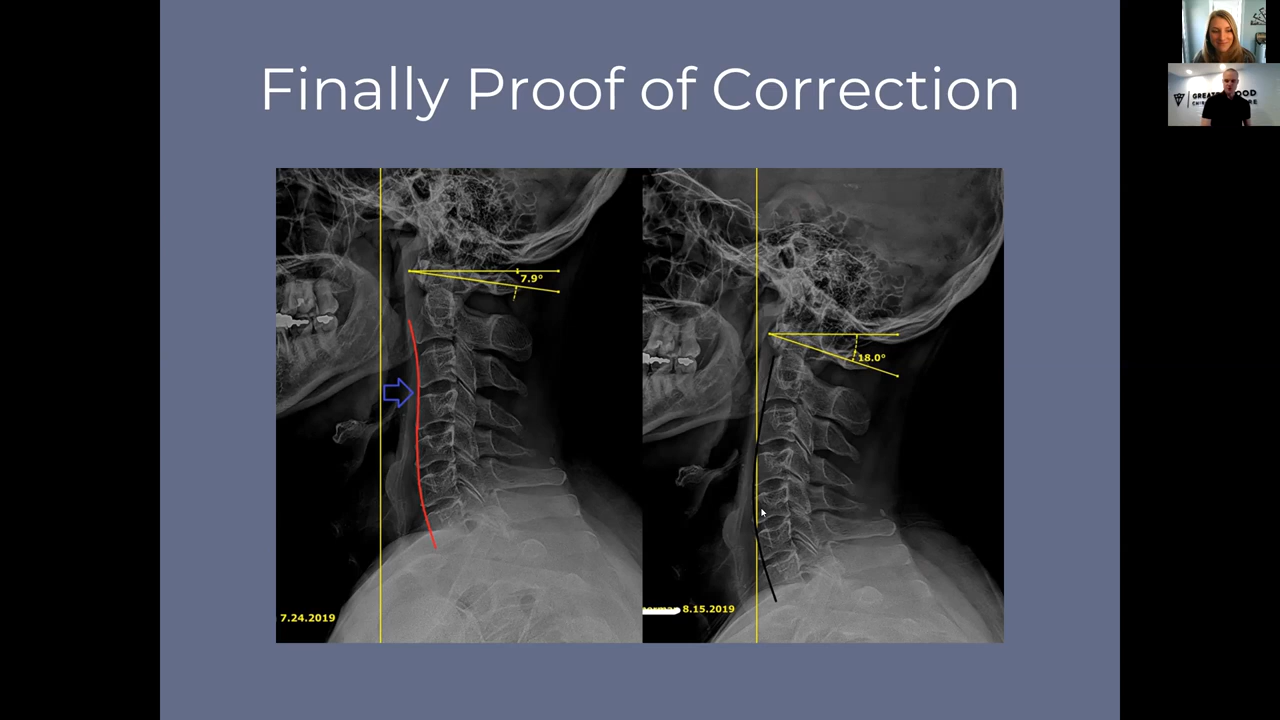 Finally Proof of Correction
7.9°
18.0°
7.24.2019
8.15.2019